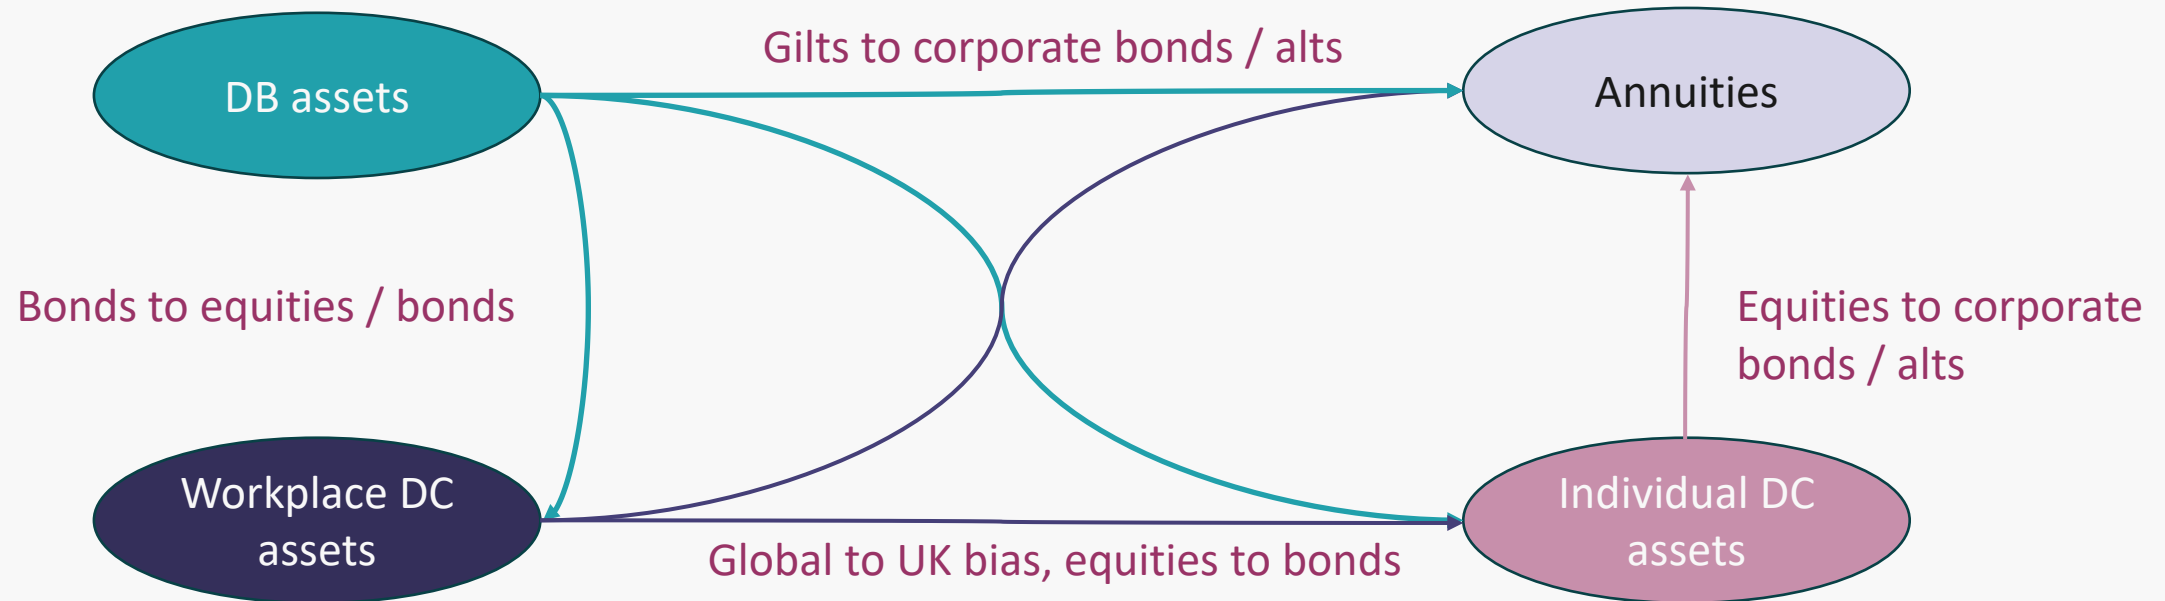 Gilts to corporate bonds / alts
DB assets
Annuities
Bonds to equities / bonds
Equities to corporate
bonds / alts
Workplace DC
assets
Individual DC
assets
Global to UK bias, equities to bonds